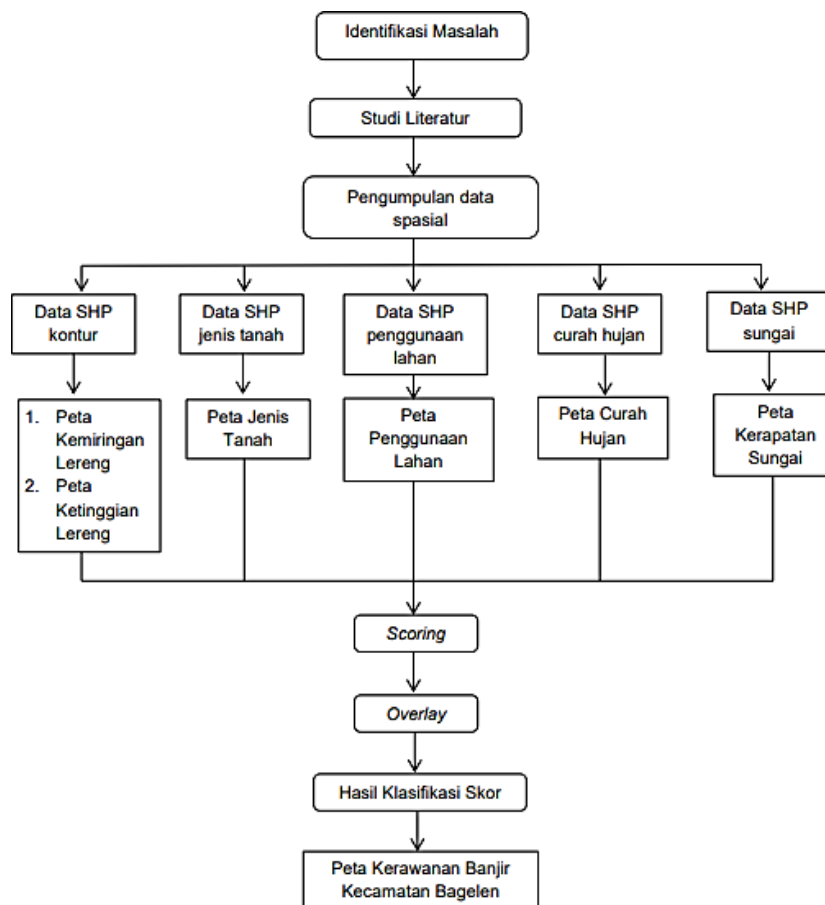 Identifikasi Masalah
Studi Literatur
Pengumpulan data
spasial
Data SHP
kontur
Data SHP
jenis tanah
Data SHP
penggunaan
lahan
Data SHP
curah hujan
Data SHP
sungai
1. Peta
Kemiringan
Lereng
2. Peta
Ketinggian
Lereng
Peta Jenis
Tanah
Peta
Penggunaan
Lahan
Peta Curah
Hujan
Peta
Kerapatan
Sungai
Scoring
Overlay
Hasil Klasifikasi Skor
Peta Kerawanan Banjir
Kecamatan Bagelen